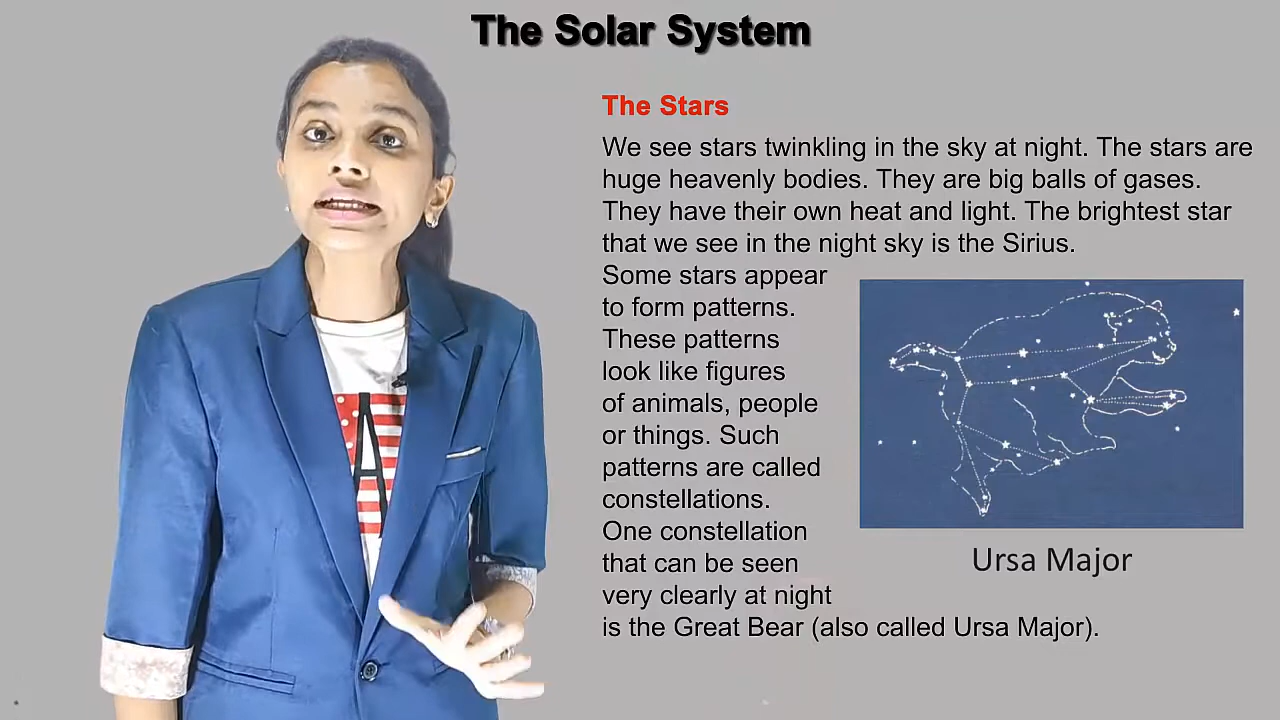 The Solar System
The Stars
We see stars twinkling in the sky at night. The stars are
huge heavenly bodies. They are big balls of gases.
They have their own heat and light. The brightest star
that we see in the night sky is the Sirius.
Some stars appear
to form patterns.
These patterns
look like figures
of animals, people
or things. Such
patterns are called
constellations.
One constellation
that can be seen
very clearly at night
is the Great Bear (also called Ursa Major).
Ursa Major
A